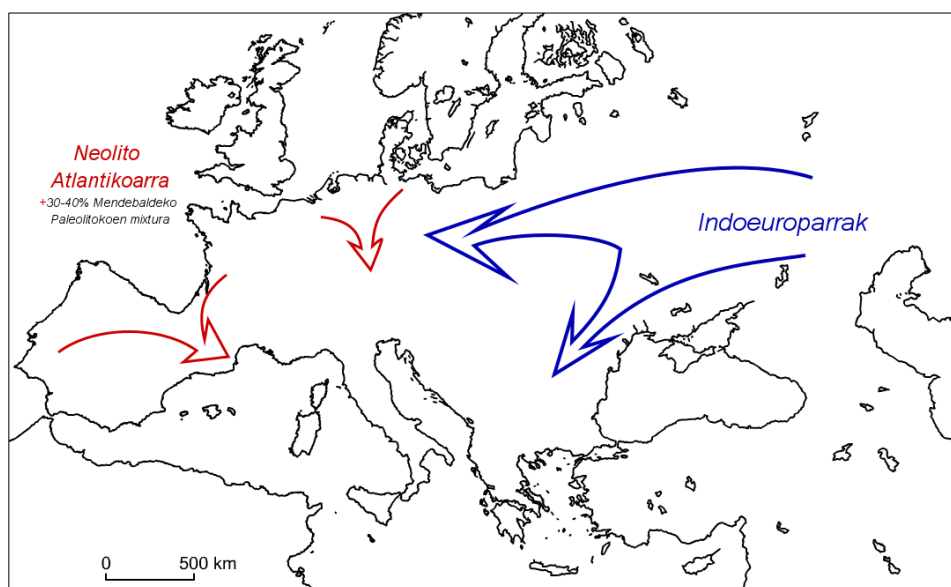 Neolito
Atlantikoarra
+30-40% Mendebaldeko
Paleolitokoen mixtura
Indoeuroparrak
0 500 km